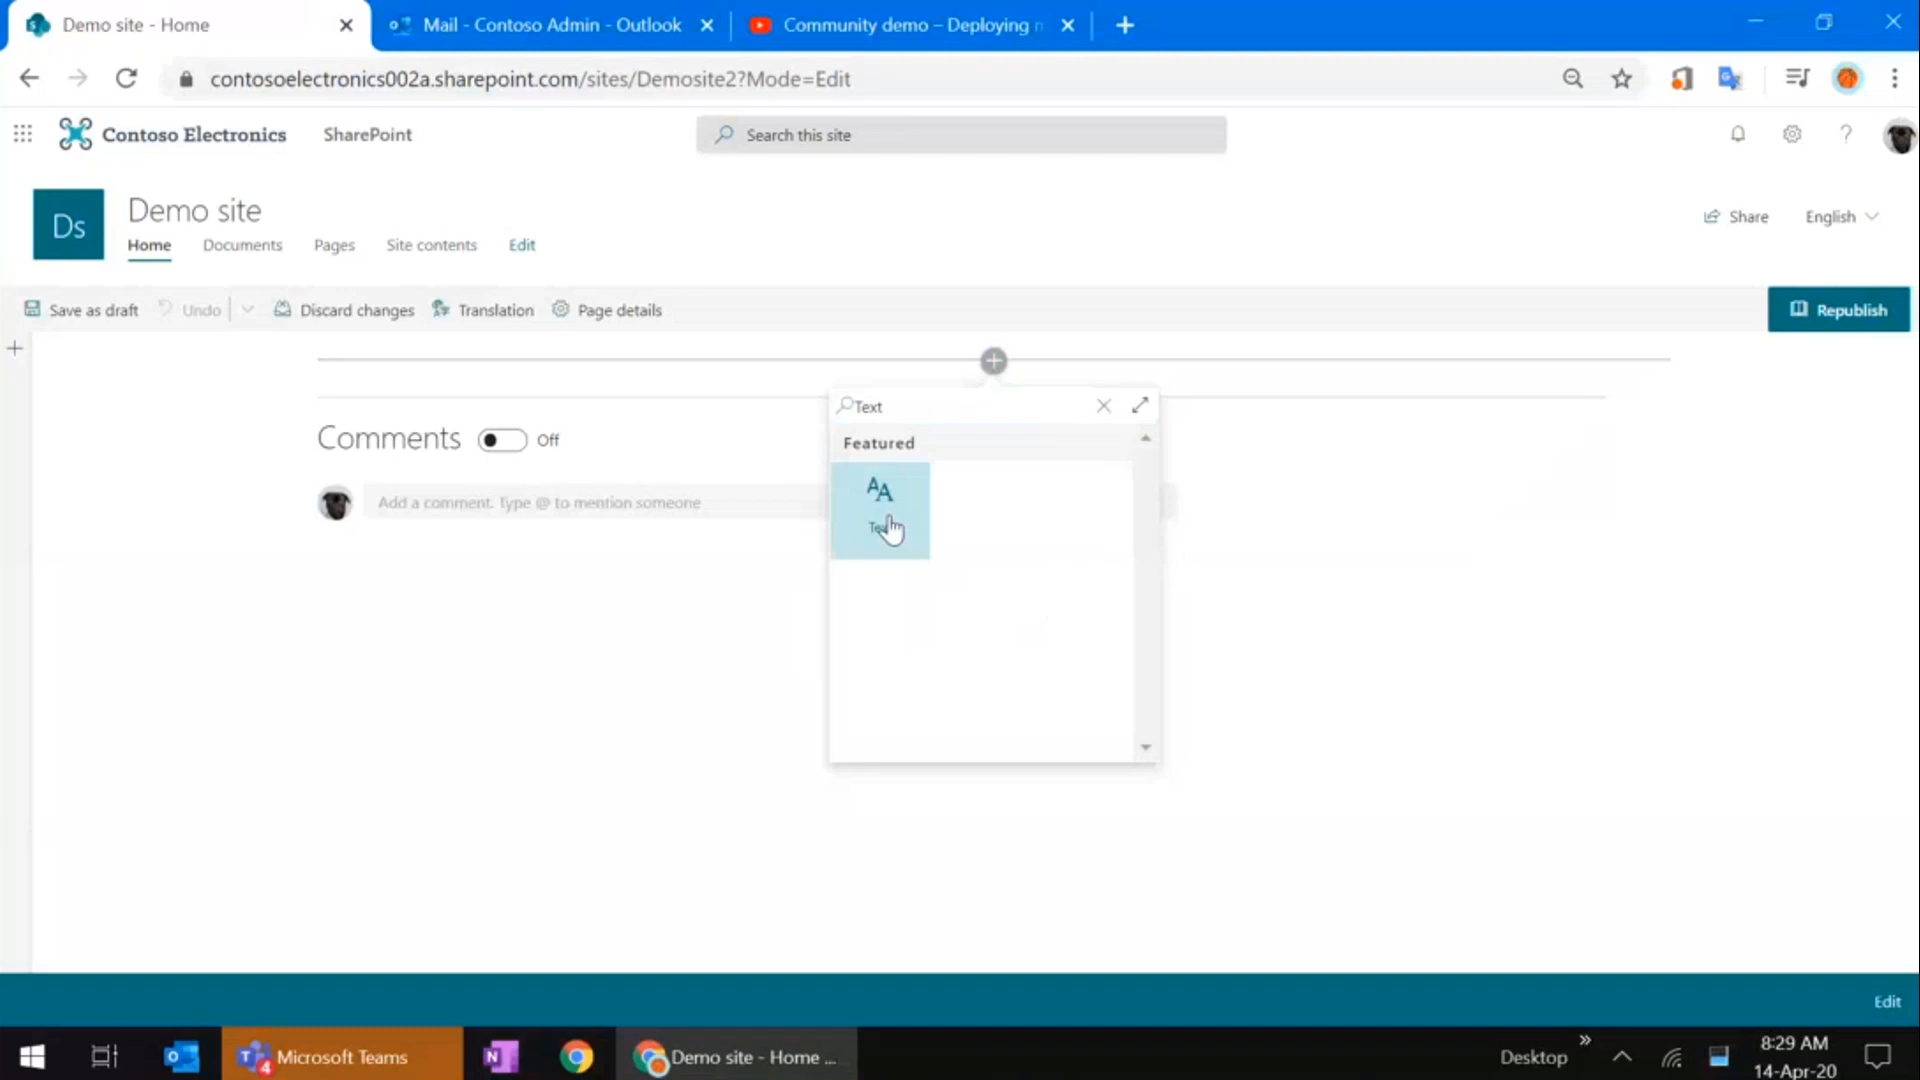 Demo site - Home
Mail - Contoso Admin - Outlook
Community demo – Deploying
contosoelectronics002a.sharepoint.com/sites/Demosite2?Mode=Edit
Contoso Electronics
SharePoint
Search this site
Ds
Demo site
Home
Documents
Pages
Site contents
Edit
Share
English
Save as draft
Undo
Discard changes
Translation
Page details
Republish
Text
Featured
Comments
Off
Add a comment. Type @ to mention someone
Edit
4
Microsoft Teams
Demo site - Home ...
Desktop
8:29 AM
14-Apr-20